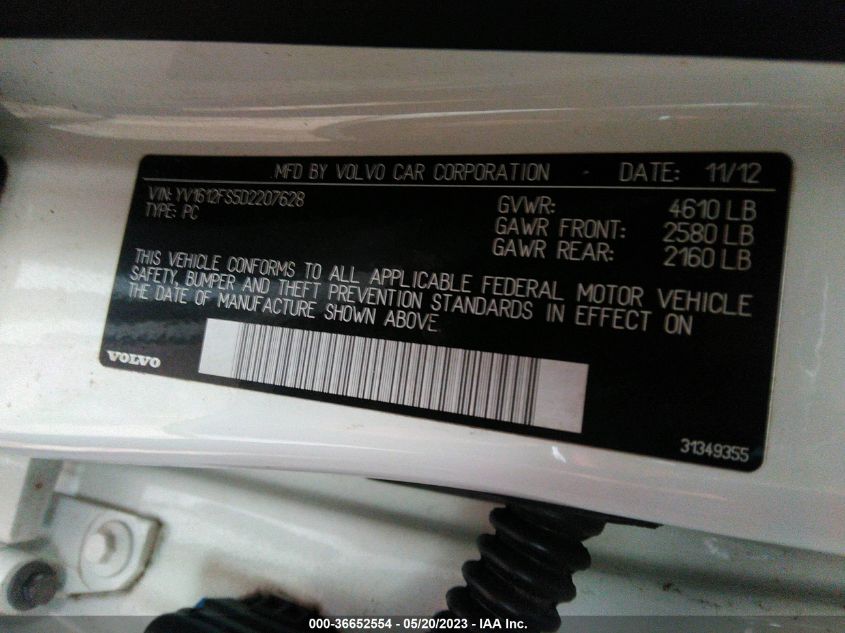 MFD BY VOLVO CAR CORPORATION - DATE: 11/12
VIN: YV1612FS5D2207628
TYPE: PC
GVWR: 4610 LB
GAWR FRONT: 2580 LB
GAWR REAR: 2160 LB
THIS VEHICLE CONFORMS TO ALL APPLICABLE FEDERAL MOTOR VEHICLE
SAFETY, BUMPER AND THEFT PREVENTION STANDARDS IN EFFECT ON
THE DATE OF MANUFACTURE SHOWN ABOVE.
VOLVO
31349355
000-36652554 / 05/20/2023 - IAA Inc.